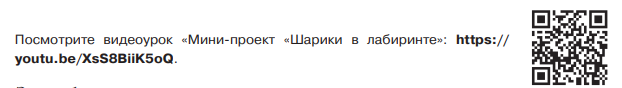 Посмотрите видеоурок «Мини-проект «Шарики в лабиринте»: https://
youtu.be/XsS8BiiK5oQ.